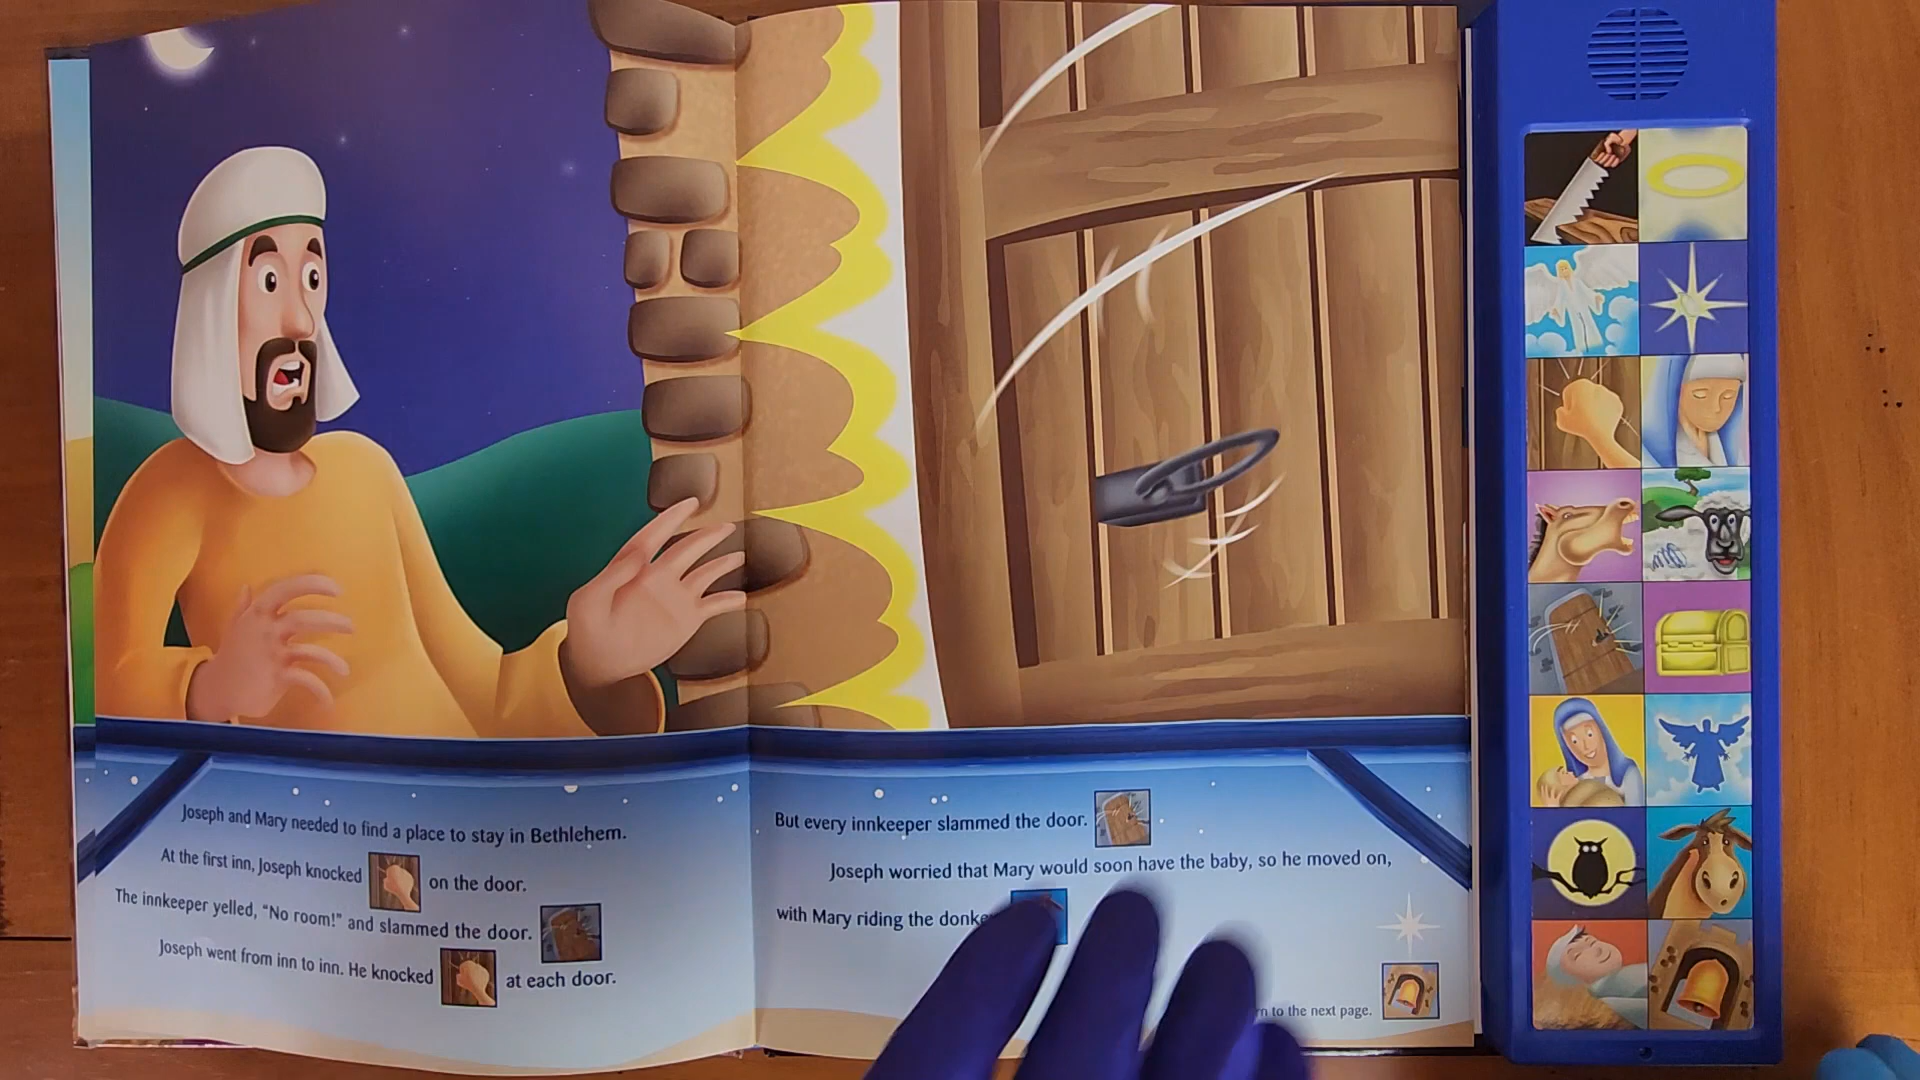 Joseph and Mary needed to find a place to stay in Bethlehem.
At the first inn, Joseph knocked on the door.
The innkeeper yelled, “No room!” and slammed the door.
Joseph went from inn to inn. He knocked at each door.
But every innkeeper slammed the door.
Joseph worried that Mary would soon have the baby, so he moved on,
with Mary riding the
to the next page.